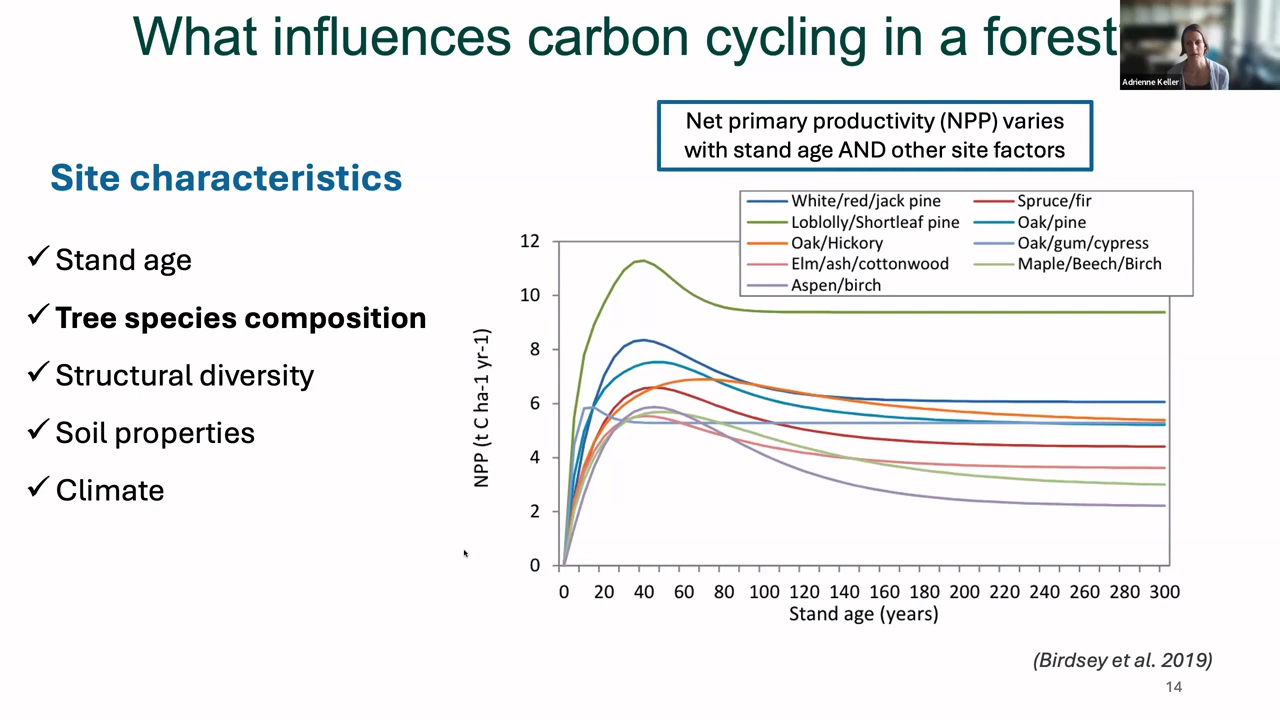 What influences carbon cycling in a forest
Adrienne Keller
Net primary productivity (NPP) varies
with stand age AND other site factors
Site characteristics
✓ Stand age
✓ Tree species composition
✓ Structural diversity
✓ Soil properties
✓ Climate
White/red/jack pine Spruce/fir
Loblolly/Shortleaf pine Oak/pine
Oak/Hickory Oak/gum/cypress
Elm/ash/cottonwood Maple/Beech/Birch
Aspen/birch
NPP (t C ha-1 yr-1)
12
10
8
6
4
2
0
0 20 40 60 80 100 120 140 160 180 200 220 240 260 280 300
Stand age (years)
(Birdsey et al. 2019)
14